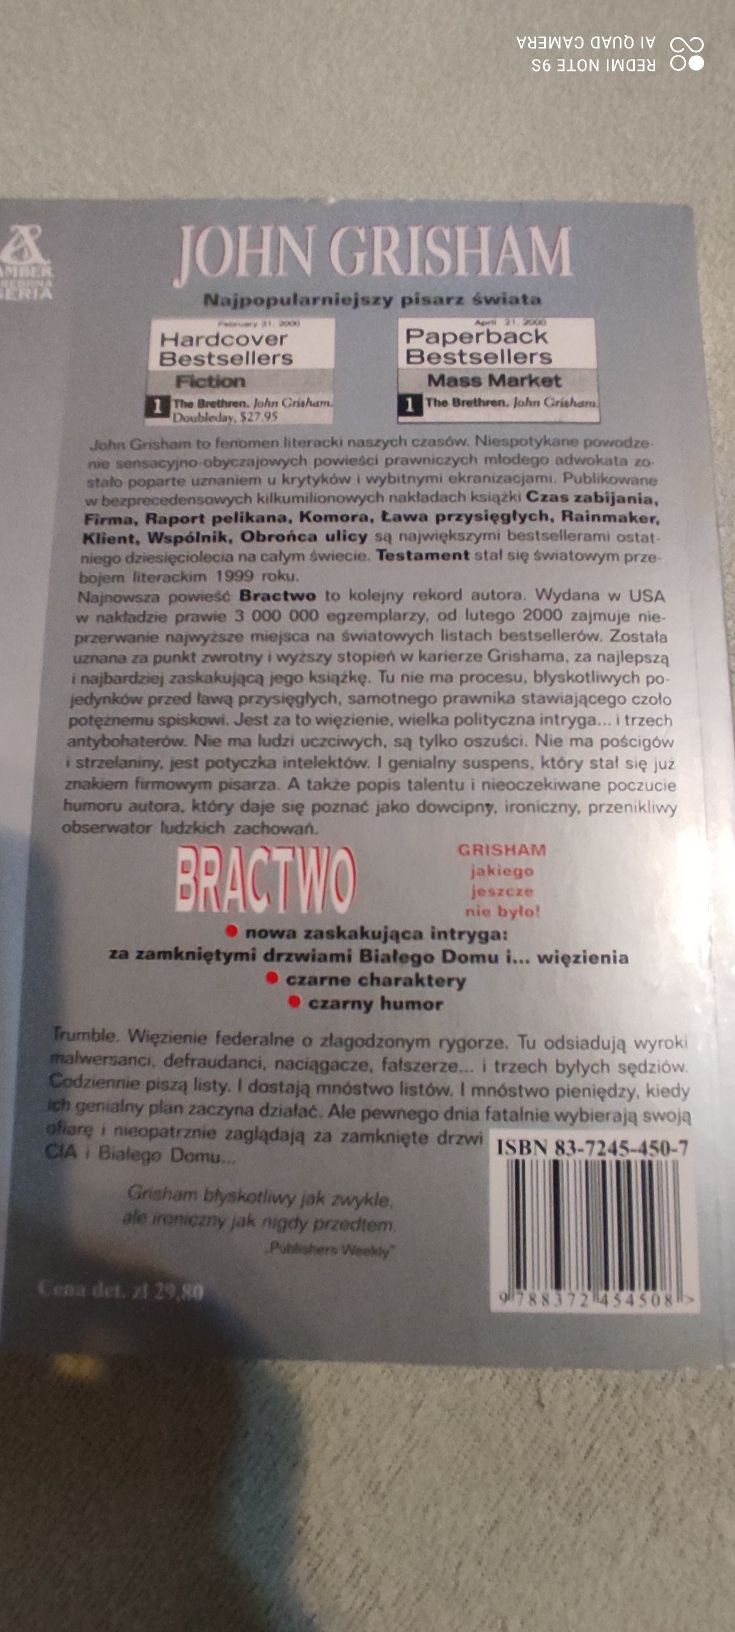 REDMI NOTE 9S
AI QUAD CAMERA
AMBER
SERIA
JOHN GRISHAM
Najpopularniejszy pisarz świata
February 21, 2000
Hardcover
Bestsellers
Fiction
1 The Brethren, John Grisham.
Doubleday, $27.95
April 21, 2000
Paperback
Bestsellers
Mass Market
1 The Brethren, John Grisham
John Grisham to fenomen literacki naszych czasów. Niespotykane powodze-
nie sensacyjno-obyczajowych powieści prawniczych młodego adwokata zo-
stało poparte uznaniem u krytyków i wybitnymi ekranizacjami. Publikowane
w bezprecedensowych kilkumilionowych nakładach książki Czas zabijania,
Firma, Raport pelikana, Komora, Ława przysięgłych, Rainmaker,
Klient, Wspólnik, Obrońca ulicy są największymi bestsellerami ostat-
niego dziesięciolecia na całym świecie. Testament stał się światowym prze-
bojem literackim 1999 roku.
Najnowsza powieść Bractwo to kolejny rekord autora. Wydana w USA
w nakładzie prawie 3 000 000 egzemplarzy, od lutego 2000 zajmuje nie-
przerwanie najwyższe miejsca na światowych listach bestsellerów. Została
uznana za punkt zwrotny i wyższy stopień w karierze Grishama, za najlepszą
i najbardziej zaskakującą jego książkę. Tu nie ma procesu, błyskotliwych po-
jedynków przed ławą przysięgłych, samotnego prawnika stawiającego czoło
potężnemu spiskowi. Jest za to więzienie, wielka polityczna intryga... i trzech
antybohaterów. Nie ma ludzi uczciwych, są tylko oszuści. Nie ma pościgów
i strzelaniny, jest potyczka intelektów. I genialny suspens, który stał się już
znakiem firmowym pisarza. A także popis talentu i nieoczekiwane poczucie
humoru autora, który daje się poznać jako dowcipny, ironiczny, przenikliwy
obserwator ludzkich zachowań.
BRACTWO
GRISHAM
jakiego
jeszcze
nie było!
• nowa zaskakująca intryga:
za zamkniętymi drzwiami Białego Domu i... więzienia
• czarne charaktery
• czarny humor
Trumble. Więzienie federalne o złagodzonym rygorze. Tu odsiadują wyroki
malwersanci, defraudanci, naciągacze, fałszerze... i trzech byłych sędziów.
Codziennie piszą listy. I dostają mnóstwo listów. I mnóstwo pieniędzy, kiedy
ich genialny plan zaczyna działać. Ale pewnego dnia fatalnie wybierają swoją
ofiarę i nieopatrznie zaglądają za zamknięte drzwi
CIA i Białego Domu...
ISBN 83-7245-450-7
Grisham błyskotliwy jak zwykle,
ale ironiczny jak nigdy przedtem.
„Publishers Weekly"
Cena det. zł 29,80
9 788372 454508 >